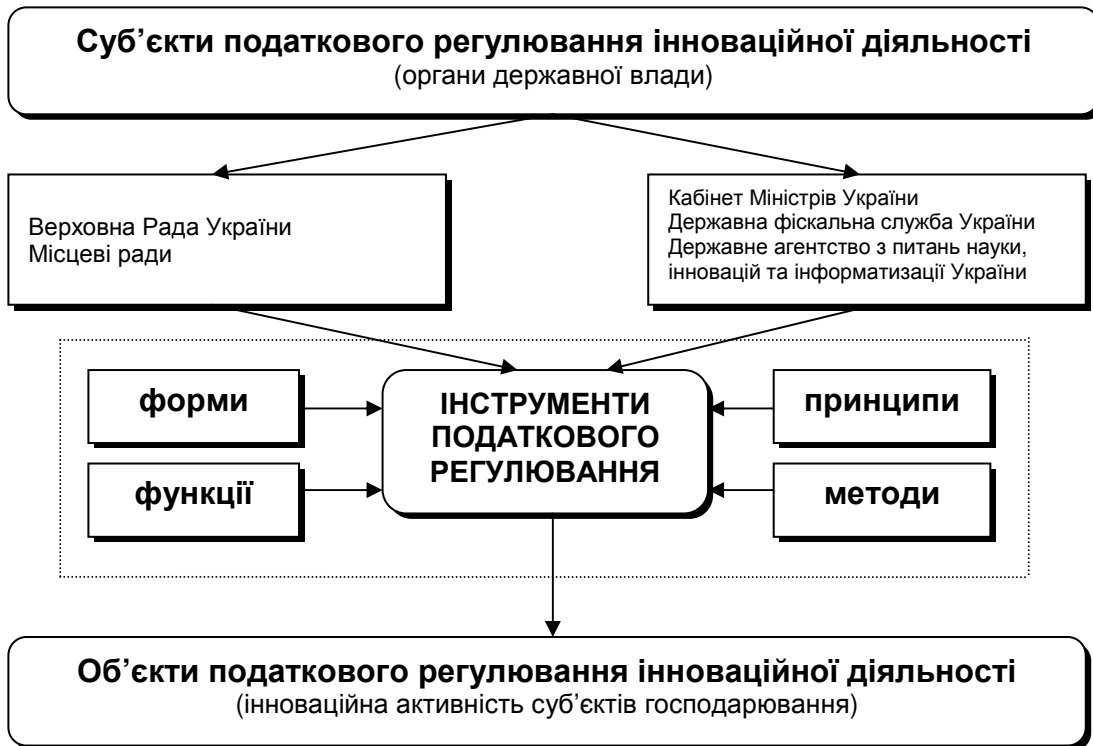 Суб’єкти податкового регулювання інноваційної діяльності
(органи державної влади)
Верховна Рада України
Місцеві ради
Кабінет Міністрів України
Державна фіскальна служба України
Державне агентство з питань науки,
інновацій та інформатизації України
форми
функції
ІНСТРУМЕНТИ
ПОДАТКОВОГО
РЕГУЛЮВАННЯ
принципи
методи
Об’єкти податкового регулювання інноваційної діяльності
(інноваційна активність суб’єктів господарювання)